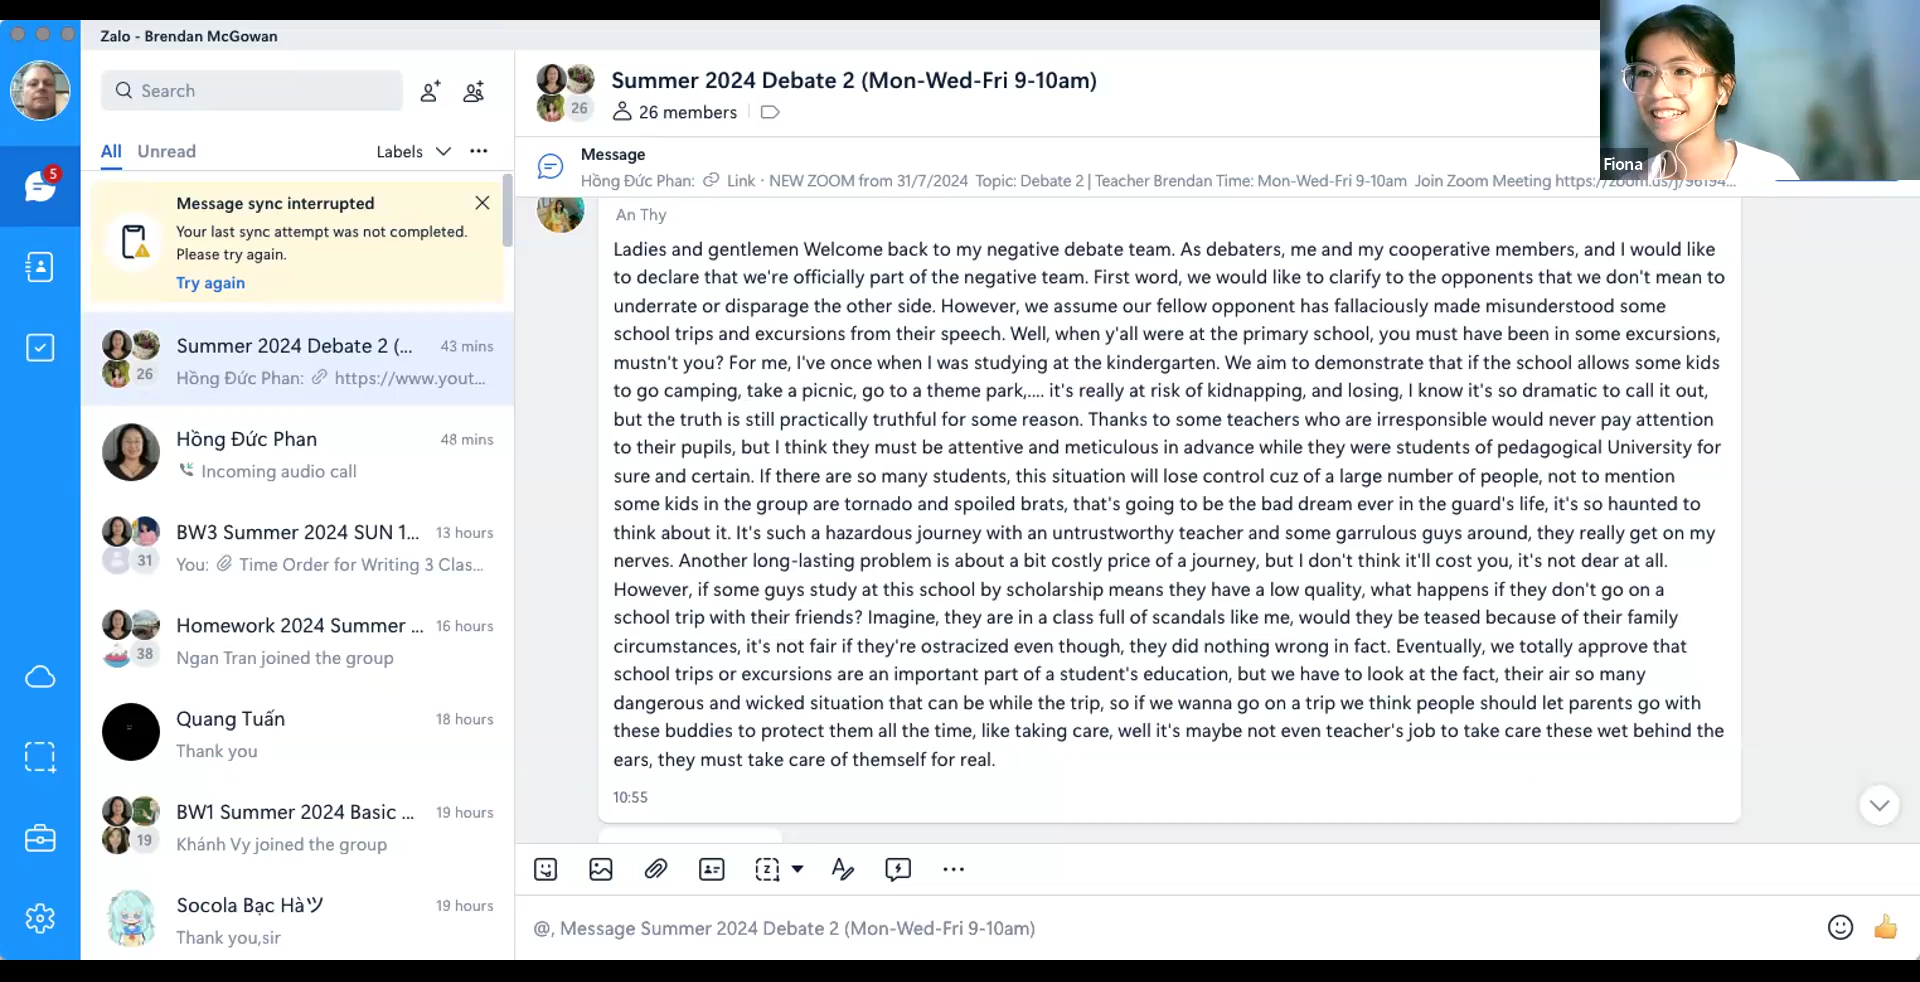 Zalo - Brendan McGowan
Search
All Unread Labels
Message sync interrupted
Your last sync attempt was not completed.
Please try again.
Try again
5
Summer 2024 Debate 2 (... 43 mins
26 Hồng Đức Phan: https://www.yout...
Hồng Đức Phan 48 mins
Incoming audio call
BW3 Summer 2024 SUN 1... 13 hours
31 You: Time Order for Writing 3 Clas...
Homework 2024 Summer ... 16 hours
38 Ngan Tran joined the group
Quang Tuấn 18 hours
Thank you
BW1 Summer 2024 Basic ... 19 hours
19 Khánh Vy joined the group
Socola Bạc Hàツ 19 hours
Thank you,sir
Summer 2024 Debate 2 (Mon-Wed-Fri 9-10am)
26 26 members
Message
Hồng Đức Phan: Link · NEW ZOOM from 31/7/2024 Topic: Debate 2 | Teacher Brendan Time: Mon-Wed-Fri 9-10am Join Zoom Meeting https://zoom.us/j/96194...
Fiona
An Thy
Ladies and gentlemen Welcome back to my negative debate team. As debaters, me and my cooperative members, and I would like
to declare that we're officially part of the negative team. First word, we would like to clarify to the opponents that we don't mean to
underrate or disparage the other side. However, we assume our fellow opponent has fallaciously made misunderstood some
school trips and excursions from their speech. Well, when y'all were at the primary school, you must have been in some excursions,
mustn't you? For me, I've once when I was studying at the kindergarten. We aim to demonstrate that if the school allows some kids
to go camping, take a picnic, go to a theme park,.... it's really at risk of kidnapping, and losing, I know it's so dramatic to call it out,
but the truth is still practically truthful for some reason. Thanks to some teachers who are irresponsible would never pay attention
to their pupils, but I think they must be attentive and meticulous in advance while they were students of pedagogical University for
sure and certain. If there are so many students, this situation will lose control cuz of a large number of people, not to mention
some kids in the group are tornado and spoiled brats, that's going to be the bad dream ever in the guard's life, it's so haunted to
think about it. It's such a hazardous journey with an untrustworthy teacher and some garrulous guys around, they really get on my
nerves. Another long-lasting problem is about a bit costly price of a journey, but I don't think it'll cost you, it's not dear at all.
However, if some guys study at this school by scholarship means they have a low quality, what happens if they don't go on a
school trip with their friends? Imagine, they are in a class full of scandals like me, would they be teased because of their family
circumstances, it's not fair if they're ostracized even though, they did nothing wrong in fact. Eventually, we totally approve that
school trips or excursions are an important part of a student's education, but we have to look at the fact, their air so many
dangerous and wicked situation that can be while the trip, so if we wanna go on a trip we think people should let parents go with
these buddies to protect them all the time, like taking care, well it's maybe not even teacher's job to take care these wet behind the
ears, they must take care of themself for real.
10:55
@, Message Summer 2024 Debate 2 (Mon-Wed-Fri 9-10am)